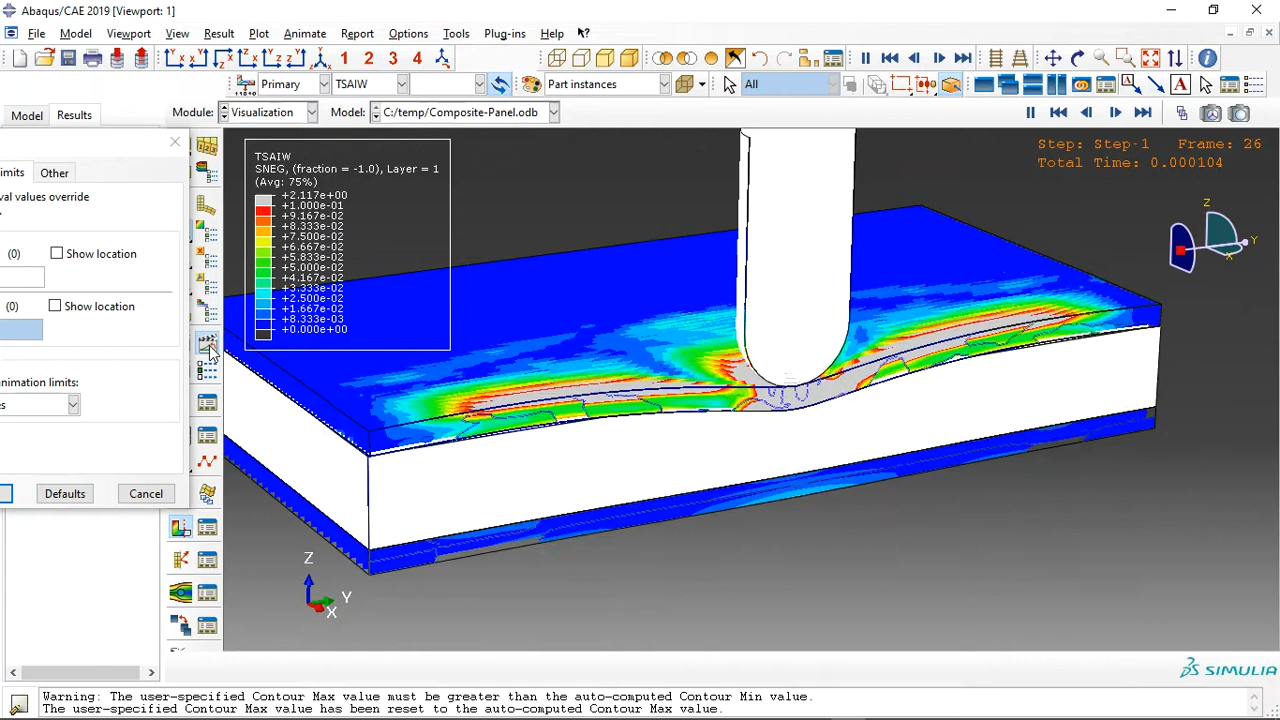 Abaqus/CAE 2019 [Viewport: 1]
File Model Viewport View Result Plot Animate Report Options Tools Plug-ins Help
1 2 3 4
Primary TSAIW Part instances All
Model Results Module: Visualization Model: C:/temp/Composite-Panel.odb
TSAIW
SNEG, (fraction = -1.0), Layer = 1
(Avg: 75%)
+2.117e+00
+1.000e-01
+9.167e-02
+8.333e-02
+7.500e-02
+6.667e-02
+5.833e-02
+5.000e-02
+4.167e-02
+3.333e-02
+2.500e-02
+1.667e-02
+8.333e-03
+0.000e+00
Step: Step-1 Frame: 26
Total Time: 0.000104
Z
Y
X
imits Other
val values override
(0) Show location
(0) Show location
nimation limits:
es
Defaults Cancel
Z
Y
X
SIMULIA
Warning: The user-specified Contour Max value must be greater than the auto-computed Contour Min value.
The user-specified Contour Max value has been reset to the auto-computed Contour Max value.